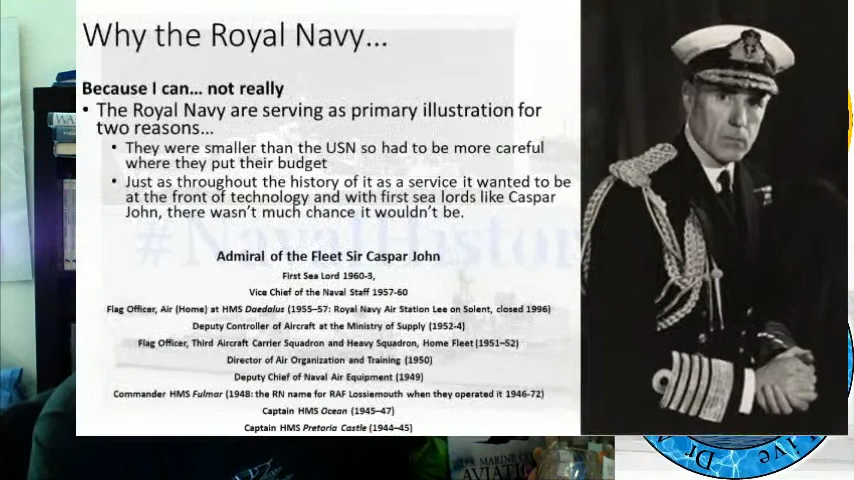 Why the Royal Navy...
Because I can... not really
• The Royal Navy are serving as primary illustration for
two reasons...
• They were smaller than the USN so had to be more careful
where they put their budget
• Just as throughout the history of it as a service it wanted to be
at the front of technology and with first sea lords like Caspar
John, there wasn't much chance it wouldn't be.
#NavalHistor
Admiral of the Fleet Sir Caspar John
First Sea Lord 1960-3,
Vice Chief of the Naval Staff 1957-60
Flag Officer, Air (Home) at HMS Daedalus (1955–57: Royal Navy Air Station Lee on Solent, closed 1996)
Deputy Controller of Aircraft at the Ministry of Supply (1952-4)
Flag Officer, Third Aircraft Carrier Squadron and Heavy Squadron, Home Fleet (1951–52)
Director of Air Organization and Training (1950)
Deputy Chief of Naval Air Equipment (1949)
Commander HMS Fulmar (1948: the RN name for RAF Lossiemouth when they operated it 1946-72)
Captain HMS Ocean (1945–47)
Captain HMS Pretoria Castle (1944–45)
U.S. MARINE CO
AVIATIO
ive Dr